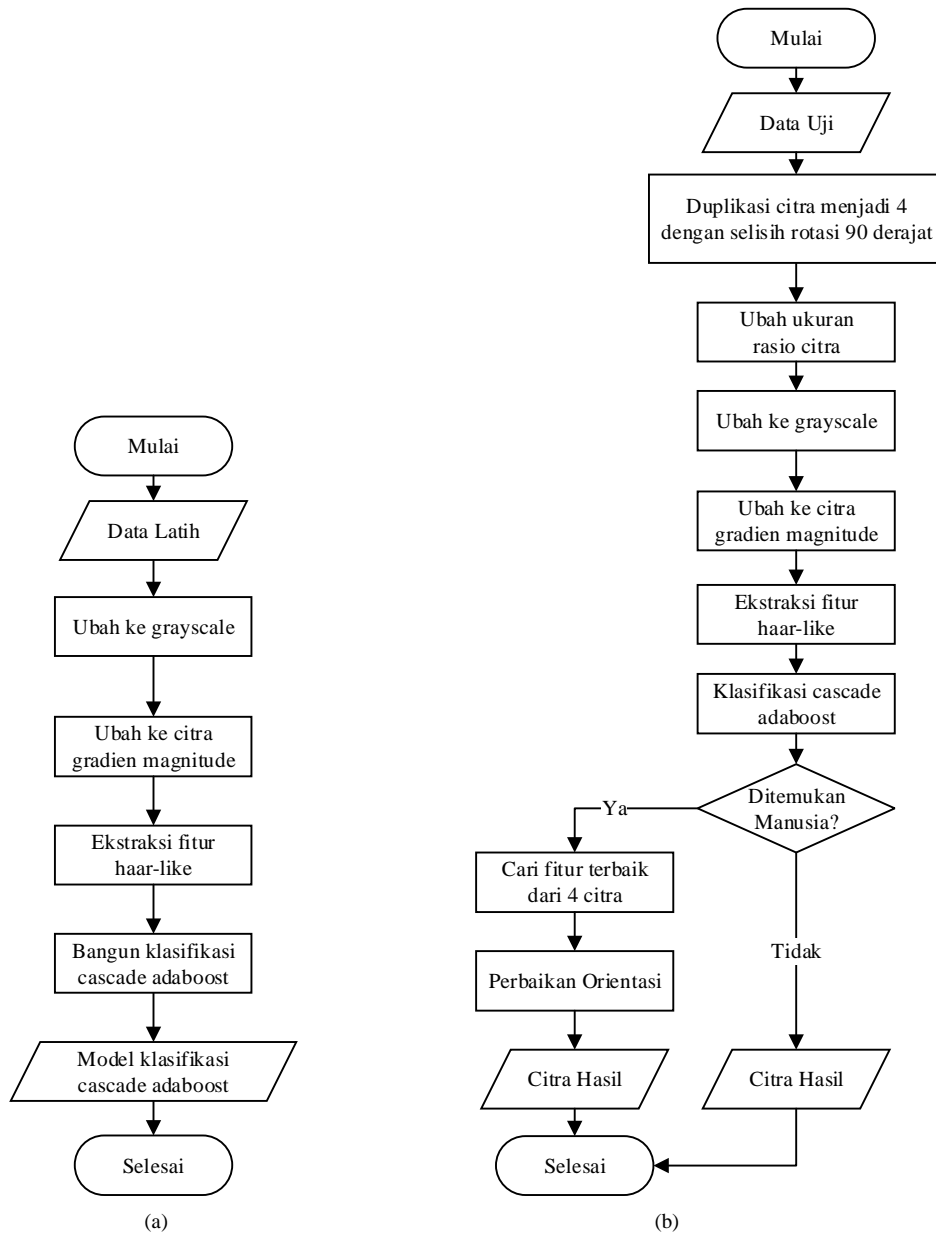 Mulai
Data Latih
Ubah ke grayscale
Ubah ke citra
gradien magnitude
Ekstraksi fitur
haar-like
Bangun klasifikasi
cascade adaboost
Model klasifikasi
cascade adaboost
Selesai
(a)
Mulai
Data Uji
Duplikasi citra menjadi 4
dengan selisih rotasi 90 derajat
Ubah ukuran
rasio citra
Ubah ke grayscale
Ubah ke citra
gradien magnitude
Ekstraksi fitur
haar-like
Klasifikasi cascade
adaboost
Ditemukan
Manusia?
Ya
Cari fitur terbaik
dari 4 citra
Perbaikan Orientasi
Citra Hasil
Tidak
Citra Hasil
Selesai
(b)